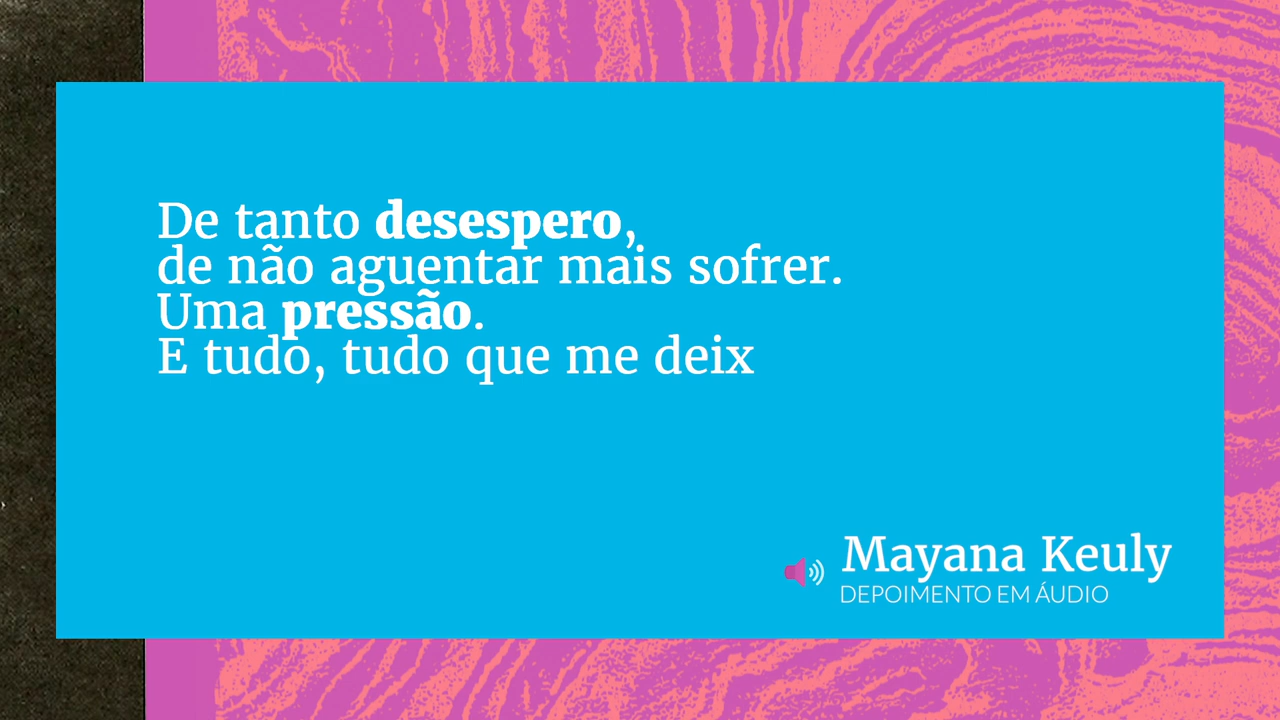 De tanto desespero,
de não aguentar mais sofrer.
Uma pressão.
E tudo, tudo que me deix
Mayana Keuly
DEPOIMENTO EM ÁUDIO